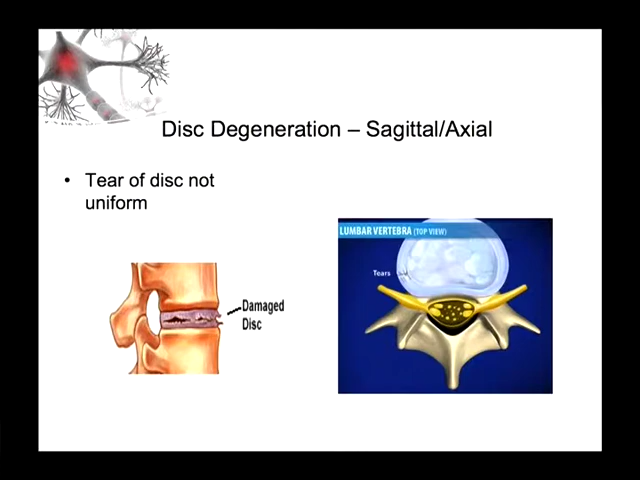 Disc Degeneration – Sagittal/Axial
• Tear of disc not
uniform
LUMBAR VERTEBRA (TOP VIEW)
Tears
Damaged
Disc